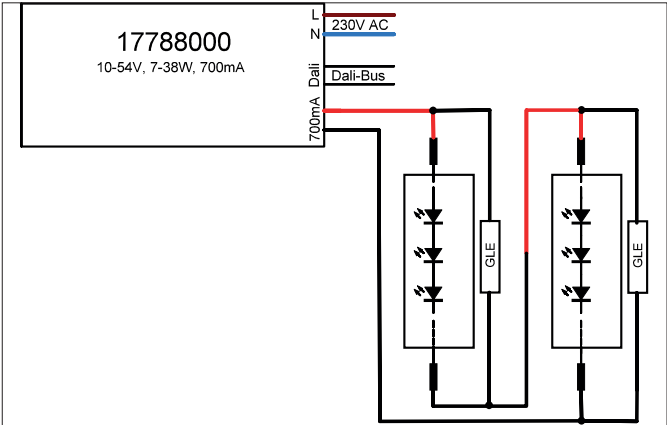 17788000
10-54V, 7-38W, 700mA
L
230V AC
N
Dali
Dali-Bus
700mA
GLE
GLE